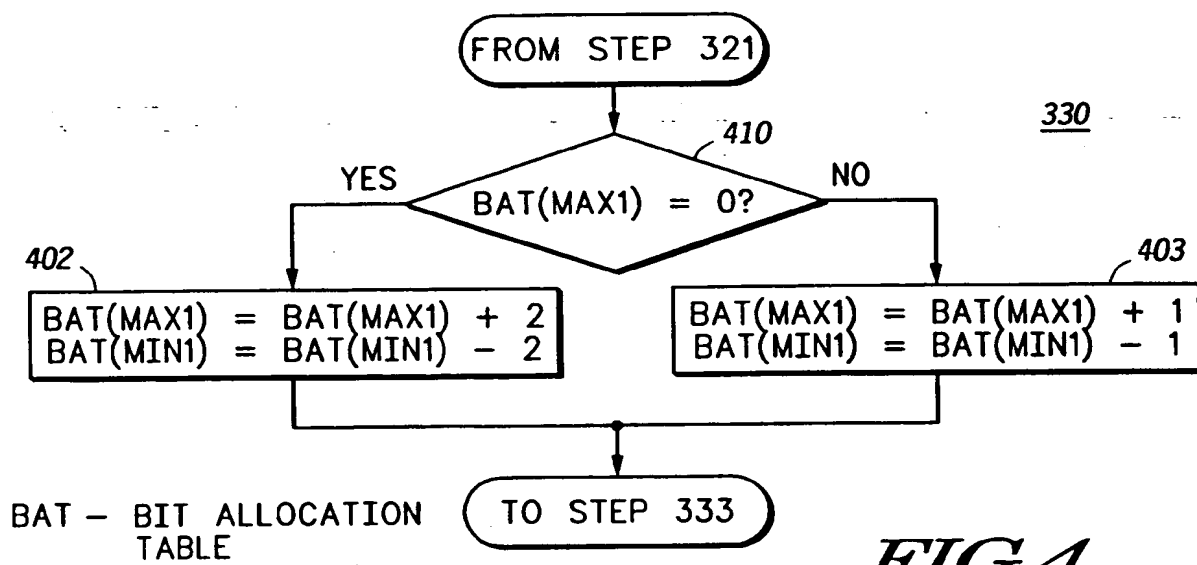 FROM STEP 321
330
410
YES
NO
BAT(MAX1) = 0?
402
403
BAT(MAX1) = BAT(MAX1) + 2
BAT(MIN1) = BAT(MIN1) - 2
BAT(MAX1) = BAT(MAX1) + 1
BAT(MIN1) = BAT(MIN1) - 1
BAT – BIT ALLOCATION
TABLE
TO STEP 333
FIG.4